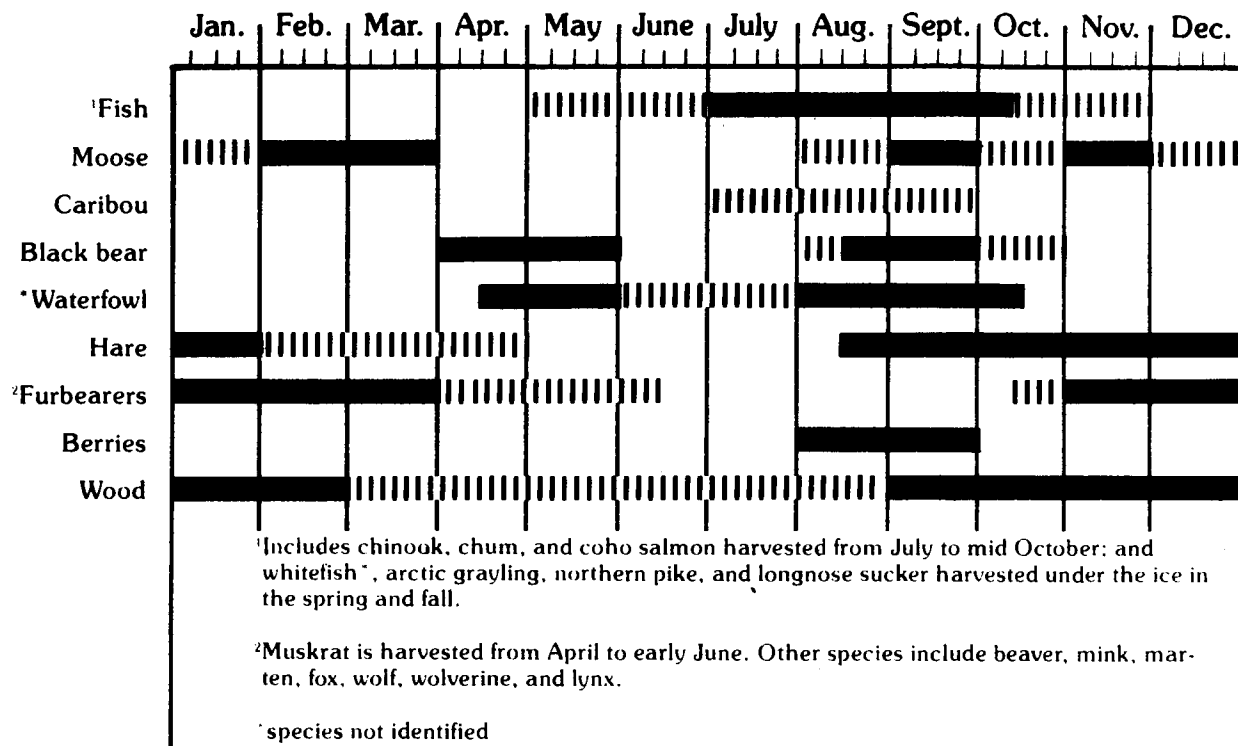 Jan. Feb. Mar. Apr. May June July Aug. Sept. Oct. Nov. Dec.
¹Fish
Moose
Caribou
Black bear
*Waterfowl
Hare
²Furbearers
Berries
Wood
¹Includes chinook, chum, and coho salmon harvested from July to mid October; and
whitefish*, arctic grayling, northern pike, and longnose sucker harvested under the ice in
the spring and fall.
²Muskrat is harvested from April to early June. Other species include beaver, mink, mar-
ten, fox, wolf, wolverine, and lynx.
*species not identified